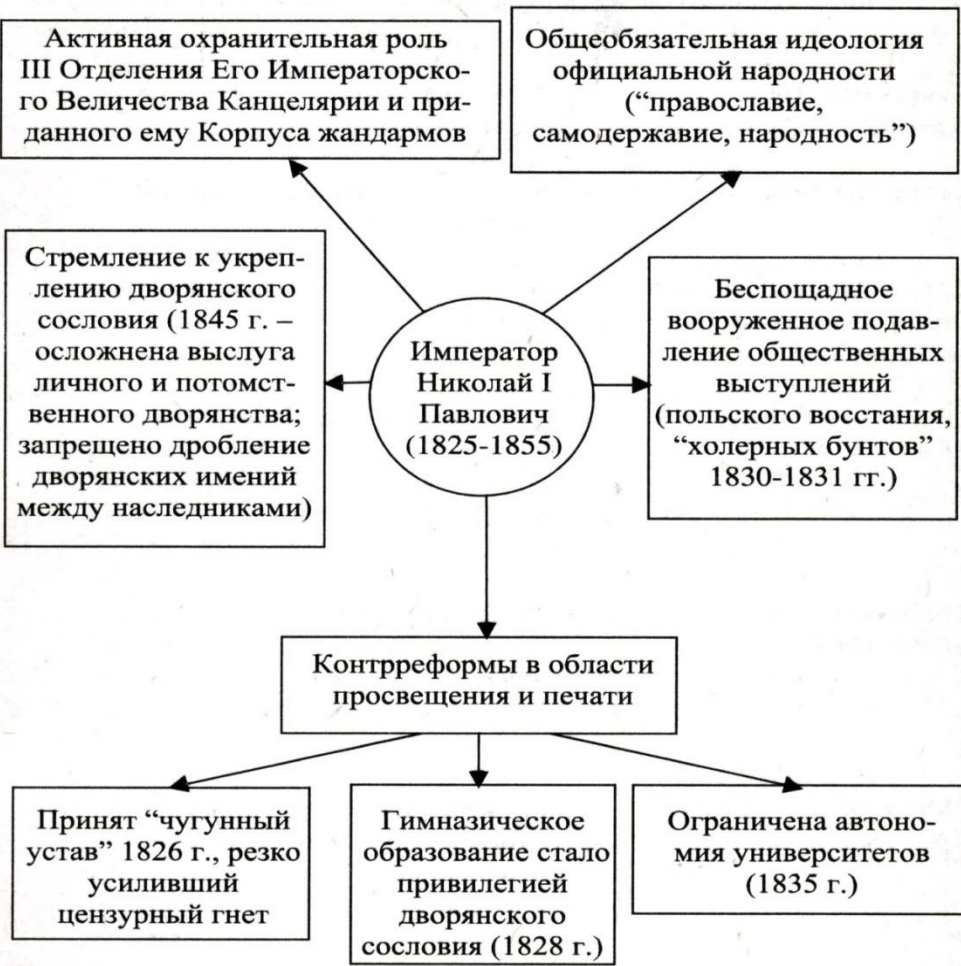 Активная охранительная роль
III Отделения Его Императорско-
го Величества Канцелярии и при-
данного ему Корпуса жандармов
Общеобязательная идеология
официальной народности
(“православие,
самодержавие, народность”)
Стремление к укреп-
лению дворянского
сословия (1845 г. –
осложнена выслуга
личного и потомст-
венного дворянства;
запрещено дробление
дворянских имений
между наследниками)
Император
Николай I
Павлович
(1825-1855)
Беспощадное
вооруженное подав-
ление общественных
выступлений
(польского восстания,
“холерных бунтов”
1830-1831 гг.)
Контрреформы в области
просвещения и печати
Принят “чугунный
устав” 1826 г., резко
усиливший
цензурный гнет
Гимназическое
образование стало
привилегией
дворянского
сословия (1828 г.)
Ограничена автоно-
мия университетов
(1835 г.)